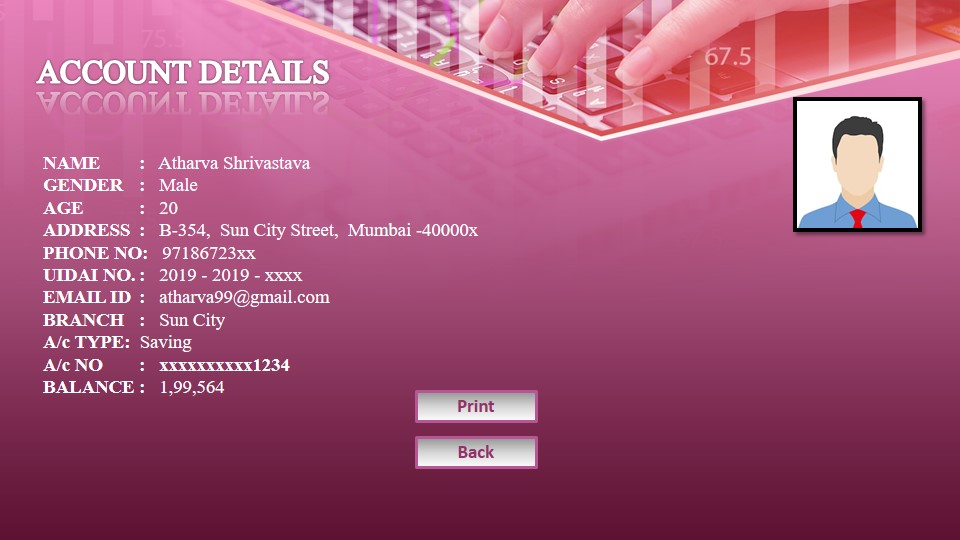 75.5
67.5
ACCOUNT DETAILS
NAME : Atharva Shrivastava
GENDER : Male
AGE : 20
ADDRESS : B-354, Sun City Street, Mumbai -40000x
PHONE NO: 97186723xx
UIDAI NO. : 2019 - 2019 - xxxx
EMAIL ID : atharva99@gmail.com
BRANCH : Sun City
A/c TYPE: Saving
A/c NO : xxxxxxxxxx1234
BALANCE : 1,99,564
Print
Back